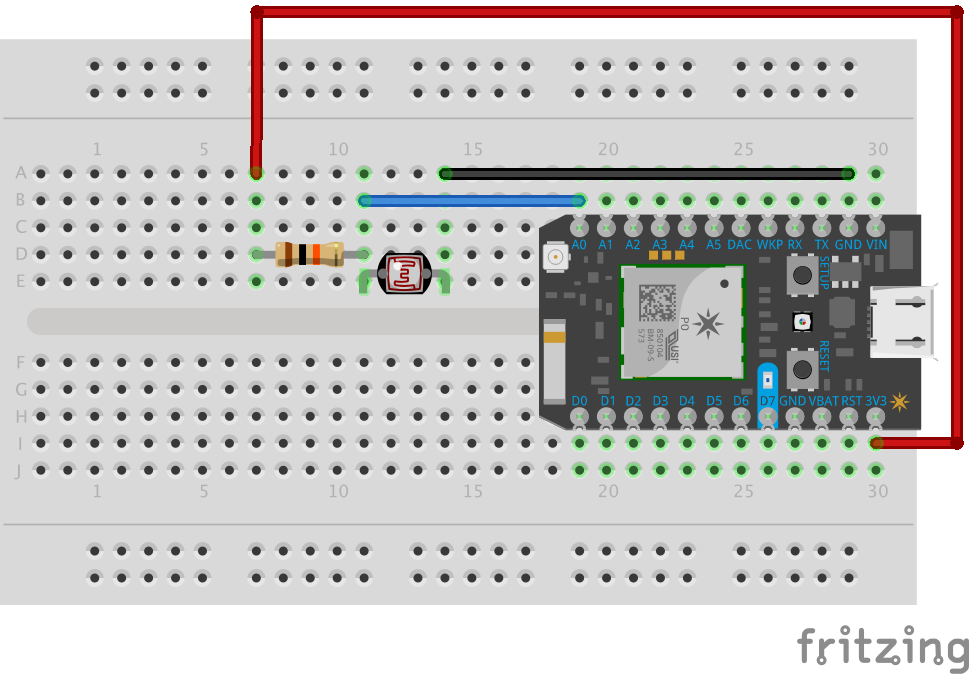 1 5 10 15 20 25 30
A
B
C
D
E
F
G
H
I
J
A0 A1 A2 A3 A4 A5 DAC WKP RX TX GND VIN
SETUP
P0
USI
850104
BM-09-S
573
RESET
D0 D1 D2 D3 D4 D5 D6 D7 GND VBAT RST 3V3
1 5 10 15 20 25 30
fritzing